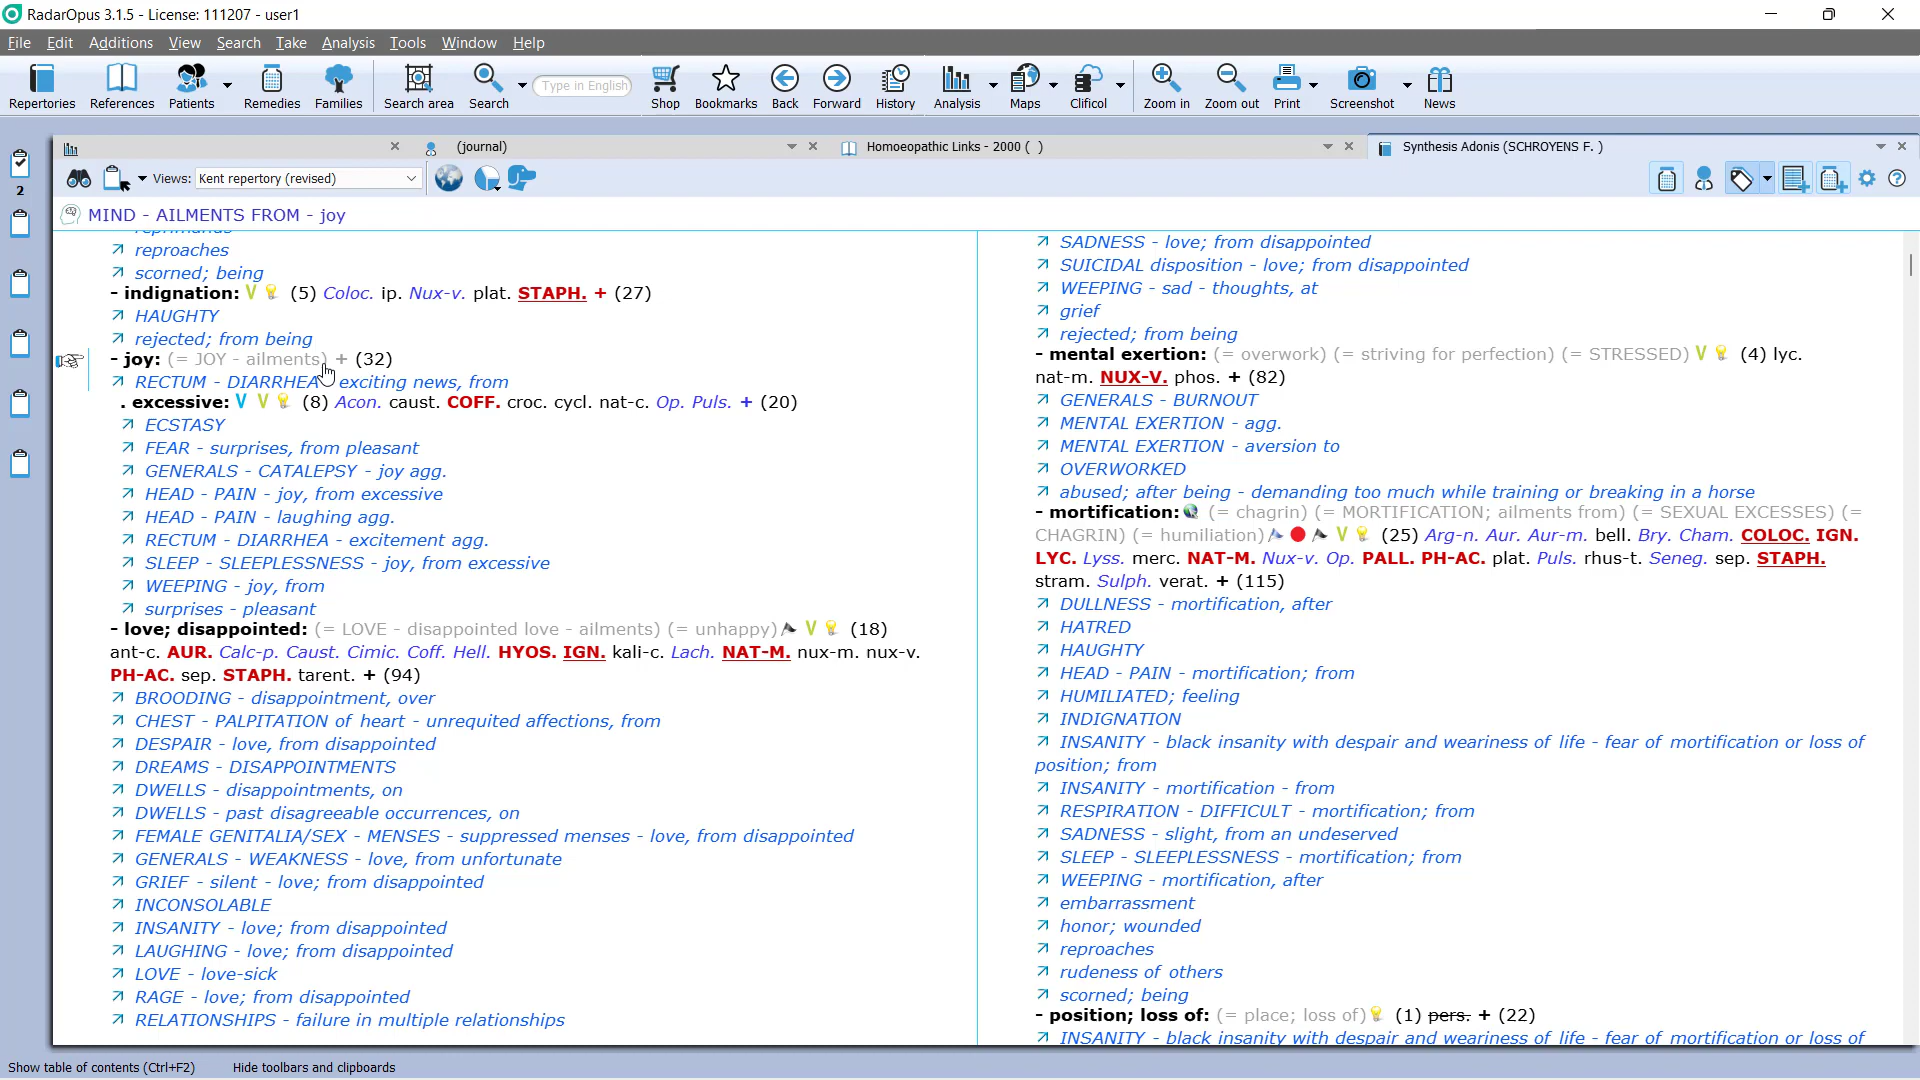 RadarOpus 3.1.5 - License: 111207 - user1
File Edit Additions View Search Take Analysis Tools Window Help
Repertories References Patients Remedies Families Search area Search Type in English Shop Bookmarks Back Forward History Analysis Maps Clificol Zoom in Zoom out Print Screenshot News
(journal) Homoeopathic Links - 2000 ( ) Synthesis Adonis (SCHROYENS F. )
2
Views: Kent repertory (revised)
MIND - AILMENTS FROM - joy
reprimands
reproaches
scorned; being
- indignation: V (5) Coloc. ip. Nux-v. plat. STAPH. + (27)
HAUGHTY
rejected; from being
- joy: (= JOY - ailments) + (32)
RECTUM - DIARRHEA - exciting news, from
. excessive: V V (8) Acon. caust. COFF. croc. cycl. nat-c. Op. Puls. + (20)
ECSTASY
FEAR - surprises, from pleasant
GENERALS - CATALEPSY - joy agg.
HEAD - PAIN - joy, from excessive
HEAD - PAIN - laughing agg.
RECTUM - DIARRHEA - excitement agg.
SLEEP - SLEEPLESSNESS - joy, from excessive
WEEPING - joy, from
surprises - pleasant
- love; disappointed: (= LOVE - disappointed love - ailments) (= unhappy) V (18)
ant-c. AUR. Calc-p. Caust. Cimic. Coff. Hell. HYOS. IGN. kali-c. Lach. NAT-M. nux-m. nux-v.
PH-AC. sep. STAPH. tarent. + (94)
BROODING - disappointment, over
CHEST - PALPITATION of heart - unrequited affections, from
DESPAIR - love, from disappointed
DREAMS - DISAPPOINTMENTS
DWELLS - disappointments, on
DWELLS - past disagreeable occurrences, on
FEMALE GENITALIA/SEX - MENSES - suppressed menses - love, from disappointed
GENERALS - WEAKNESS - love, from unfortunate
GRIEF - silent - love; from disappointed
INCONSOLABLE
INSANITY - love; from disappointed
LAUGHING - love; from disappointed
LOVE - love-sick
RAGE - love; from disappointed
RELATIONSHIPS - failure in multiple relationships
SADNESS - love; from disappointed
SUICIDAL disposition - love; from disappointed
WEEPING - sad - thoughts, at
grief
rejected; from being
- mental exertion: (= overwork) (= striving for perfection) (= STRESSED) V (4) lyc.
nat-m. NUX-V. phos. + (82)
GENERALS - BURNOUT
MENTAL EXERTION - agg.
MENTAL EXERTION - aversion to
OVERWORKED
abused; after being - demanding too much while training or breaking in a horse
- mortification: (= chagrin) (= MORTIFICATION; ailments from) (= SEXUAL EXCESSES) (=
CHAGRIN) (= humiliation) V (25) Arg-n. Aur. Aur-m. bell. Bry. Cham. COLOC. IGN.
LYC. Lyss. merc. NAT-M. Nux-v. Op. PALL. PH-AC. plat. Puls. rhus-t. Seneg. sep. STAPH.
stram. Sulph. verat. + (115)
DULLNESS - mortification, after
HATRED
HAUGHTY
HEAD - PAIN - mortification; from
HUMILIATED; feeling
INDIGNATION
INSANITY - black insanity with despair and weariness of life - fear of mortification or loss of
position; from
INSANITY - mortification - from
RESPIRATION - DIFFICULT - mortification; from
SADNESS - slight, from an undeserved
SLEEP - SLEEPLESSNESS - mortification; from
WEEPING - mortification, after
embarrassment
honor; wounded
reproaches
rudeness of others
scorned; being
- position; loss of: (= place; loss of) (1) pers. + (22)
INSANITY - black insanity with despair and weariness of life - fear of mortification or loss of
Show table of contents (Ctrl+F2) Hide toolbars and clipboards